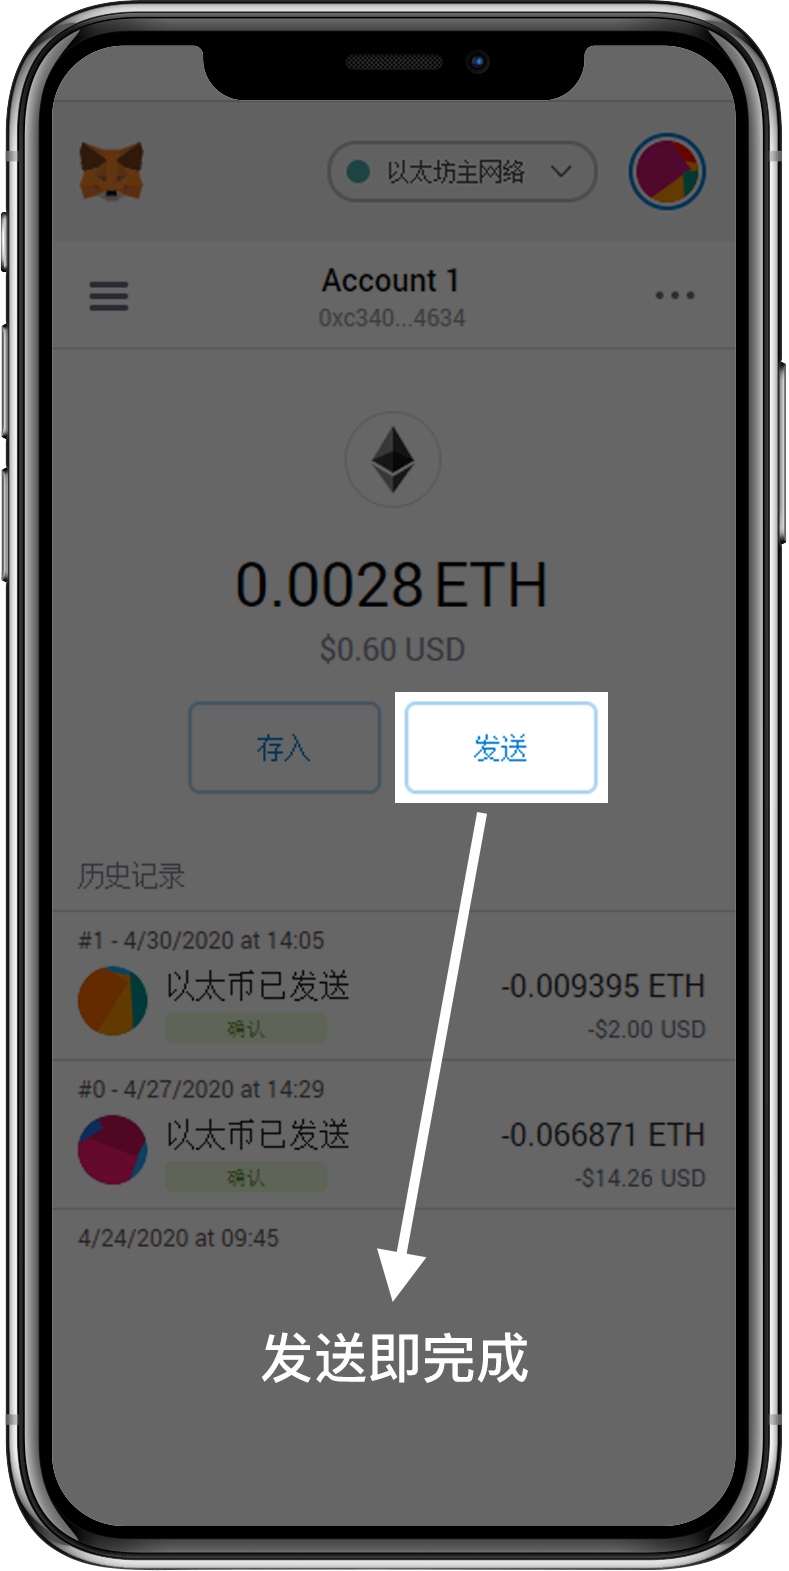 以太坊主网络
Account 1
0xc340...4634
0.0028 ETH
$0.60 USD
存入
发送
历史记录
#1 - 4/30/2020 at 14:05
以太币已发送
-0.009395 ETH
确认
-$2.00 USD
#0 - 4/27/2020 at 14:29
以太币已发送
-0.066871 ETH
确认
-$14.26 USD
4/24/2020 at 09:45
发送即完成